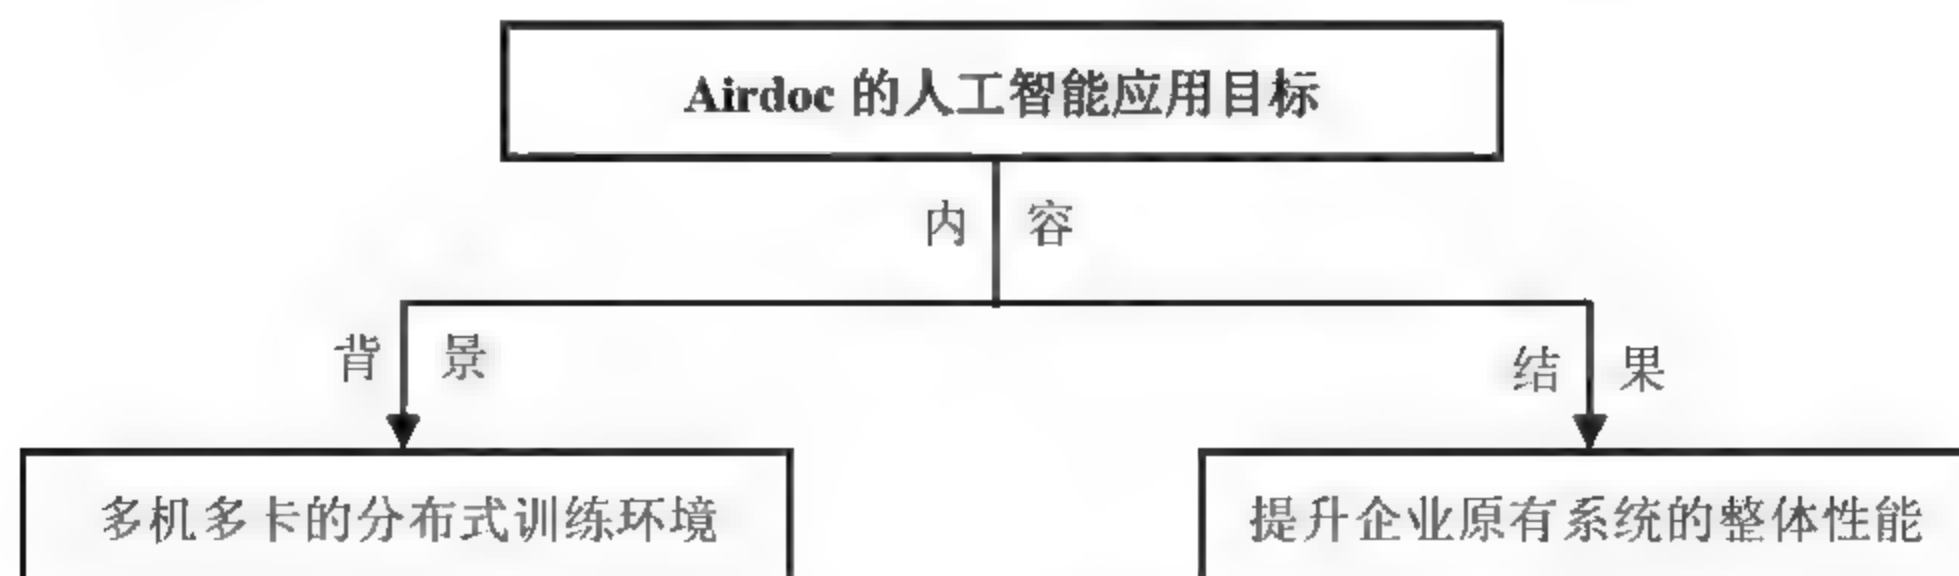 Airdoc 的人工智能应用目标
内 容
背 景
结 果
多机多卡的分布式训练环境
提升企业原有系统的整体性能